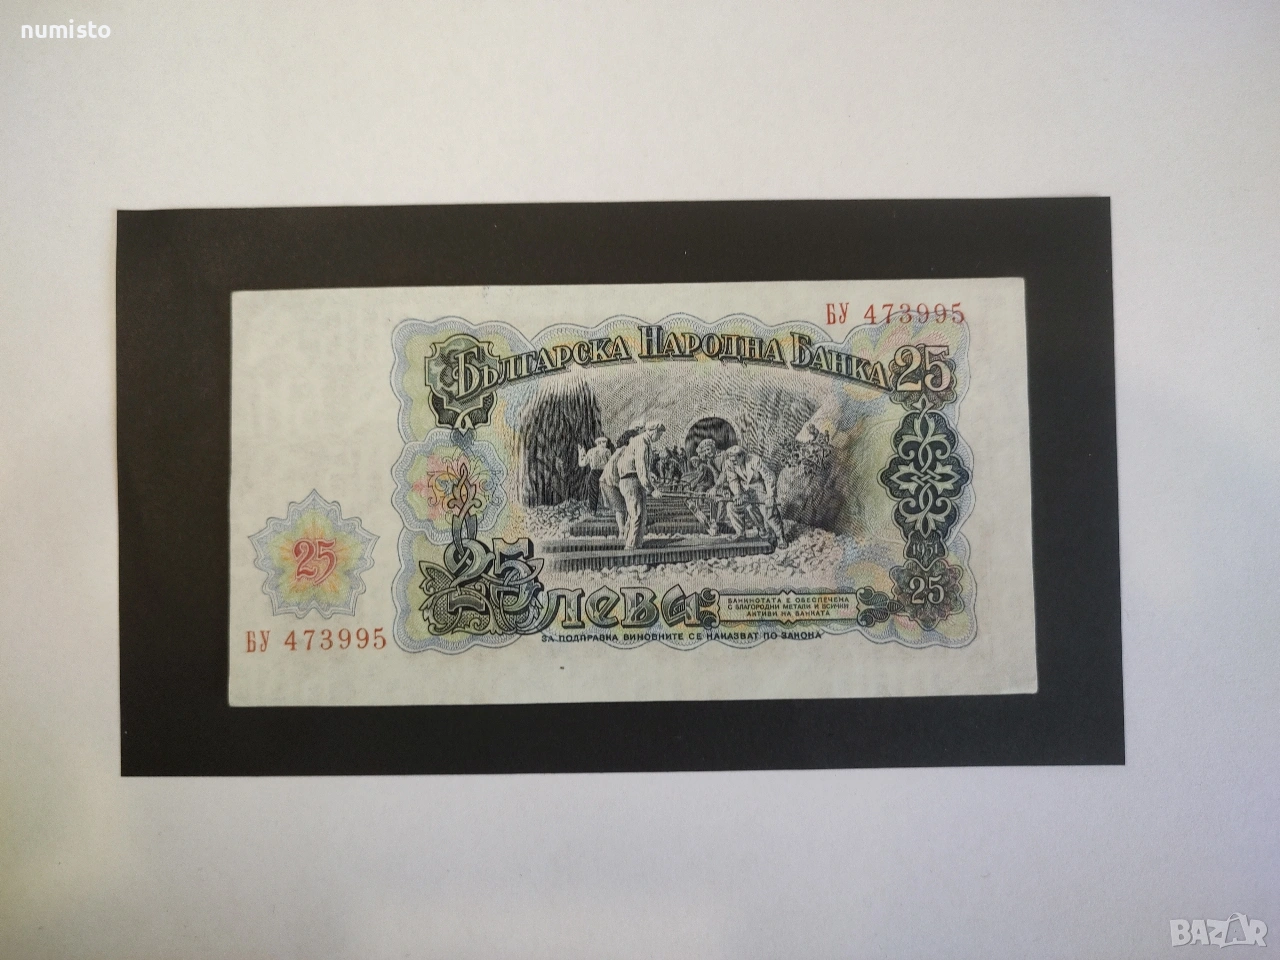 numisto
БУ 473995
Българска Народна Банка 25
25
1951
25
25 лева
БАНКНОТАТА Е ОБЕЗПЕЧЕНА
С БЛАГОРОДНИ МЕТАЛИ И ВСИЧКИ
АКТИВИ НА БАНКАТА
ЗА ПОДПРАВКА ВИНОВНИТЕ СЕ НАКАЗВАТ ПО ЗАКОНА
БУ 473995
BAZAR